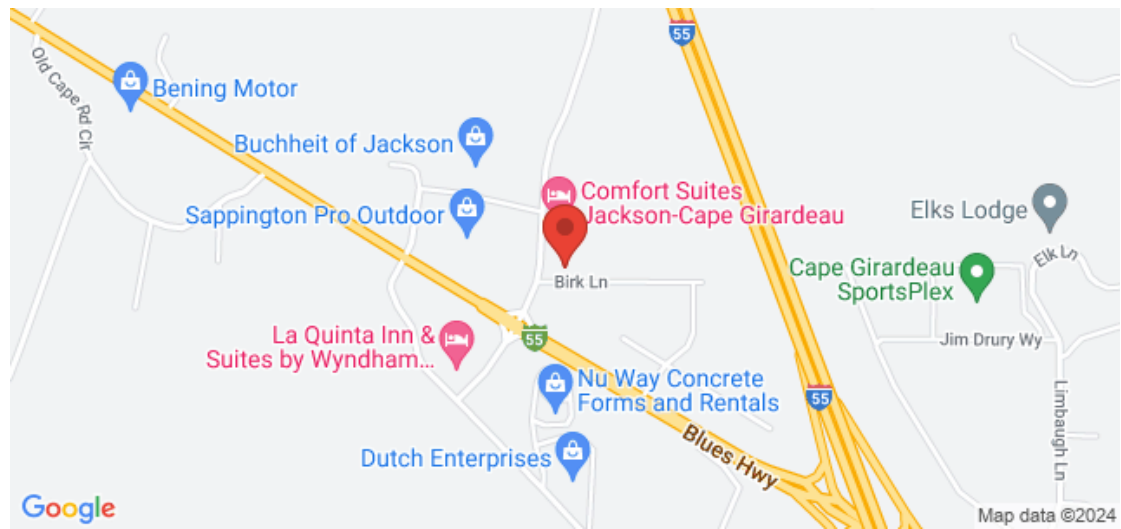 55
Old Cape Rd Cir
Bening Motor
Buchheit of Jackson
Comfort Suites
Jackson-Cape Girardeau
Sappington Pro Outdoor
Elks Lodge
Elk Ln
Cape Girardeau
SportsPlex
Birk Ln
La Quinta Inn &
Suites by Wyndham...
55
Jim Drury Wy
Nu Way Concrete
Forms and Rentals
55
Limbaugh Ln
Blues Hwy
Dutch Enterprises
Google
Map data ©2024